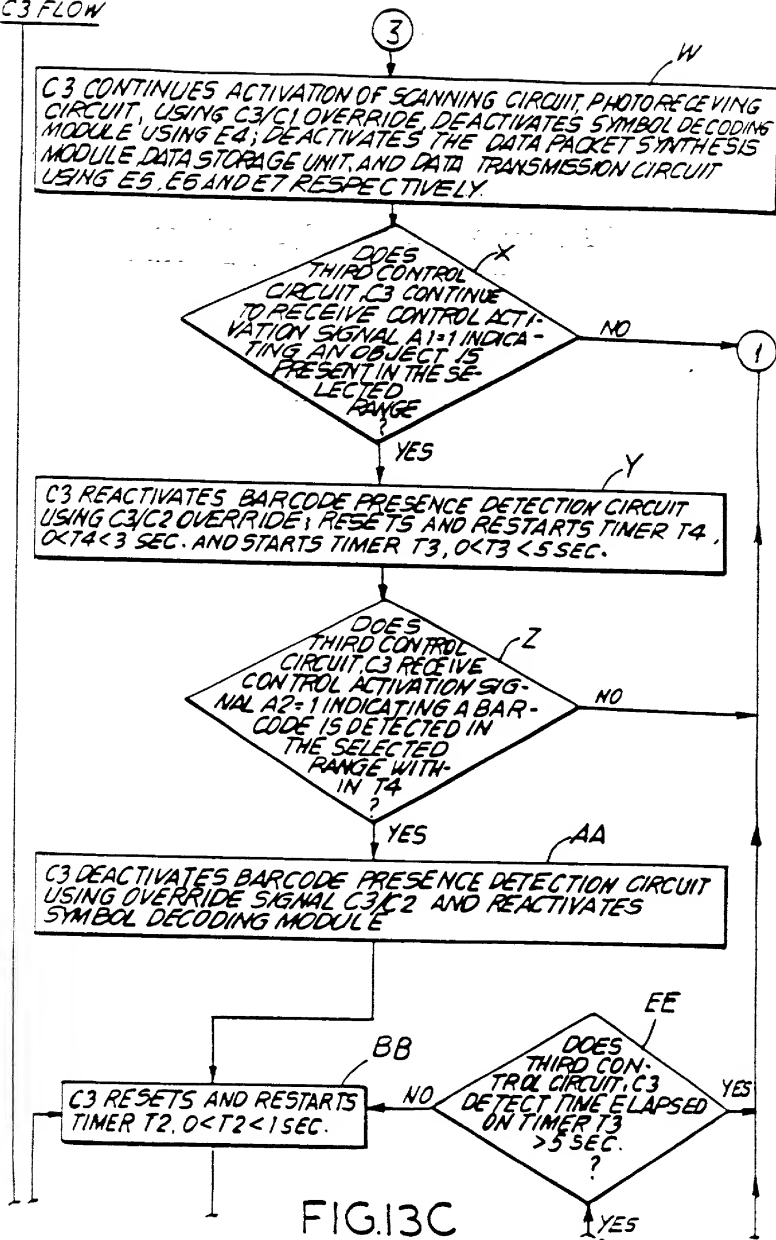 C3 FLOW
3
W
C3 CONTINUES ACTIVATION OF SCANNING CIRCUIT, PHOTORECEVING
CIRCUIT, USING C3/C1 OVERRIDE, DEACTIVATES SYMBOL DECODING
MODULE USING E4; DEACTIVATES THE DATA PACKET SYNTHESIS
MODULE, DATA STORAGE UNIT, AND DATA TRANSMISSION CIRCUIT
USING E5, E6 AND E7 RESPECTIVELY.
X
DOES
THIRD CONTROL
CIRCUIT, C3 CONTINUE
TO RECEIVE CONTROL ACTI-
VATION SIGNAL A1=1 INDICA-
TING AN OBJECT IS
PRESENT IN THE SE-
LECTED
RANGE
?
NO
1
YES
Y
C3 REACTIVATES BARCODE PRESENCE DETECTION CIRCUIT
USING C3/C2 OVERRIDE; RESETS AND RESTARTS TIMER T4,
0<T4<3 SEC. AND STARTS TIMER T3, 0<T3<5 SEC.
Z
DOES
THIRD CONTROL
CIRCUIT, C3 RECEIVE
CONTROL ACTIVATION SIG-
NAL A2=1 INDICATING A BAR-
CODE IS DETECTED IN
THE SELECTED
RANGE WITH-
IN T4
?
NO
YES
AA
C3 DEACTIVATES BARCODE PRESENCE DETECTION CIRCUIT
USING OVERRIDE SIGNAL C3/C2 AND REACTIVATES
SYMBOL DECODING MODULE
BB
C3 RESETS AND RESTARTS
TIMER T2, 0<T2<1 SEC.
NO
EE
DOES
THIRD CON-
TROL CIRCUIT, C3
DETECT TIME ELAPSED
ON TIMER T3
>5 SEC.
?
YES
YES
FIG.13C